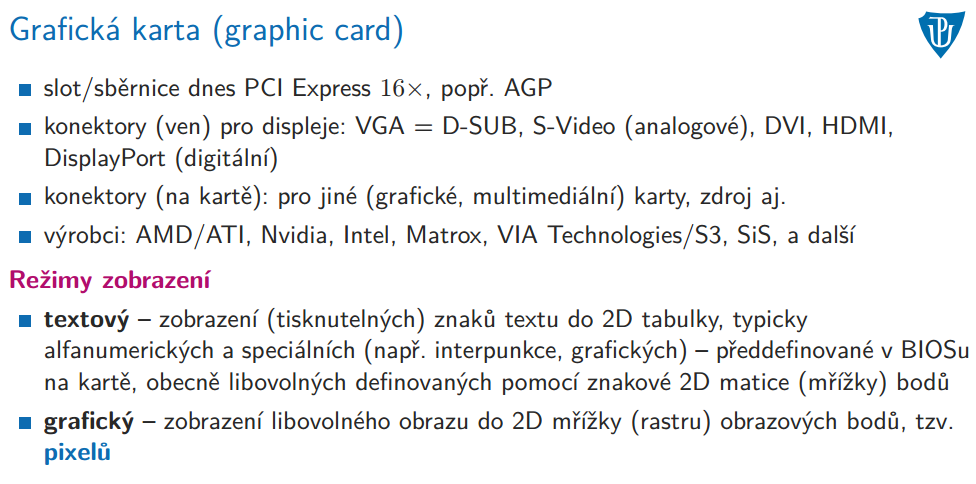 Grafická karta (graphic card)
slot/sběrnice dnes PCI Express 16×, popř. AGP
konektory (ven) pro displeje: VGA = D-SUB, S-Video (analogové), DVI, HDMI,
DisplayPort (digitální)
konektory (na kartě): pro jiné (grafické, multimediální) karty, zdroj aj.
výrobci: AMD/ATI, Nvidia, Intel, Matrox, VIA Technologies/S3, SiS, a další
Režimy zobrazení
textový – zobrazení (tisknutelných) znaků textu do 2D tabulky, typicky
alfanumerických a speciálních (např. interpunkce, grafických) – předdefinované v BIOSu
na kartě, obecně libovolných definovaných pomocí znakové 2D matice (mřížky) bodů
grafický – zobrazení libovolného obrazu do 2D mřížky (rastru) obrazových bodů, tzv.
pixelů